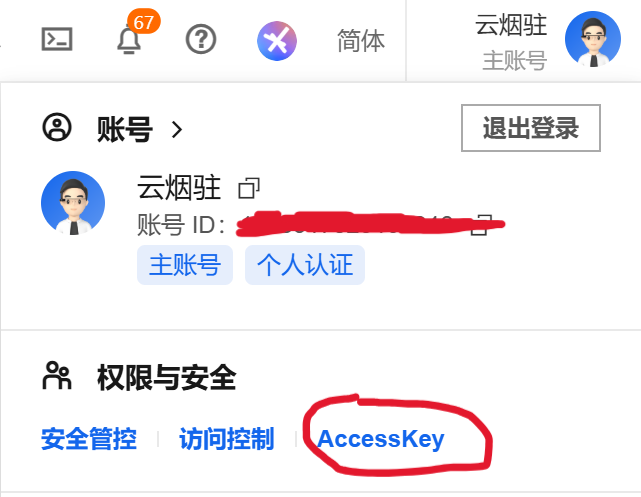 67
简体
云烟驻
主账号
账号
退出登录
云烟驻
账号 ID：
主账号 个人认证
权限与安全
安全管控 访问控制 AccessKey